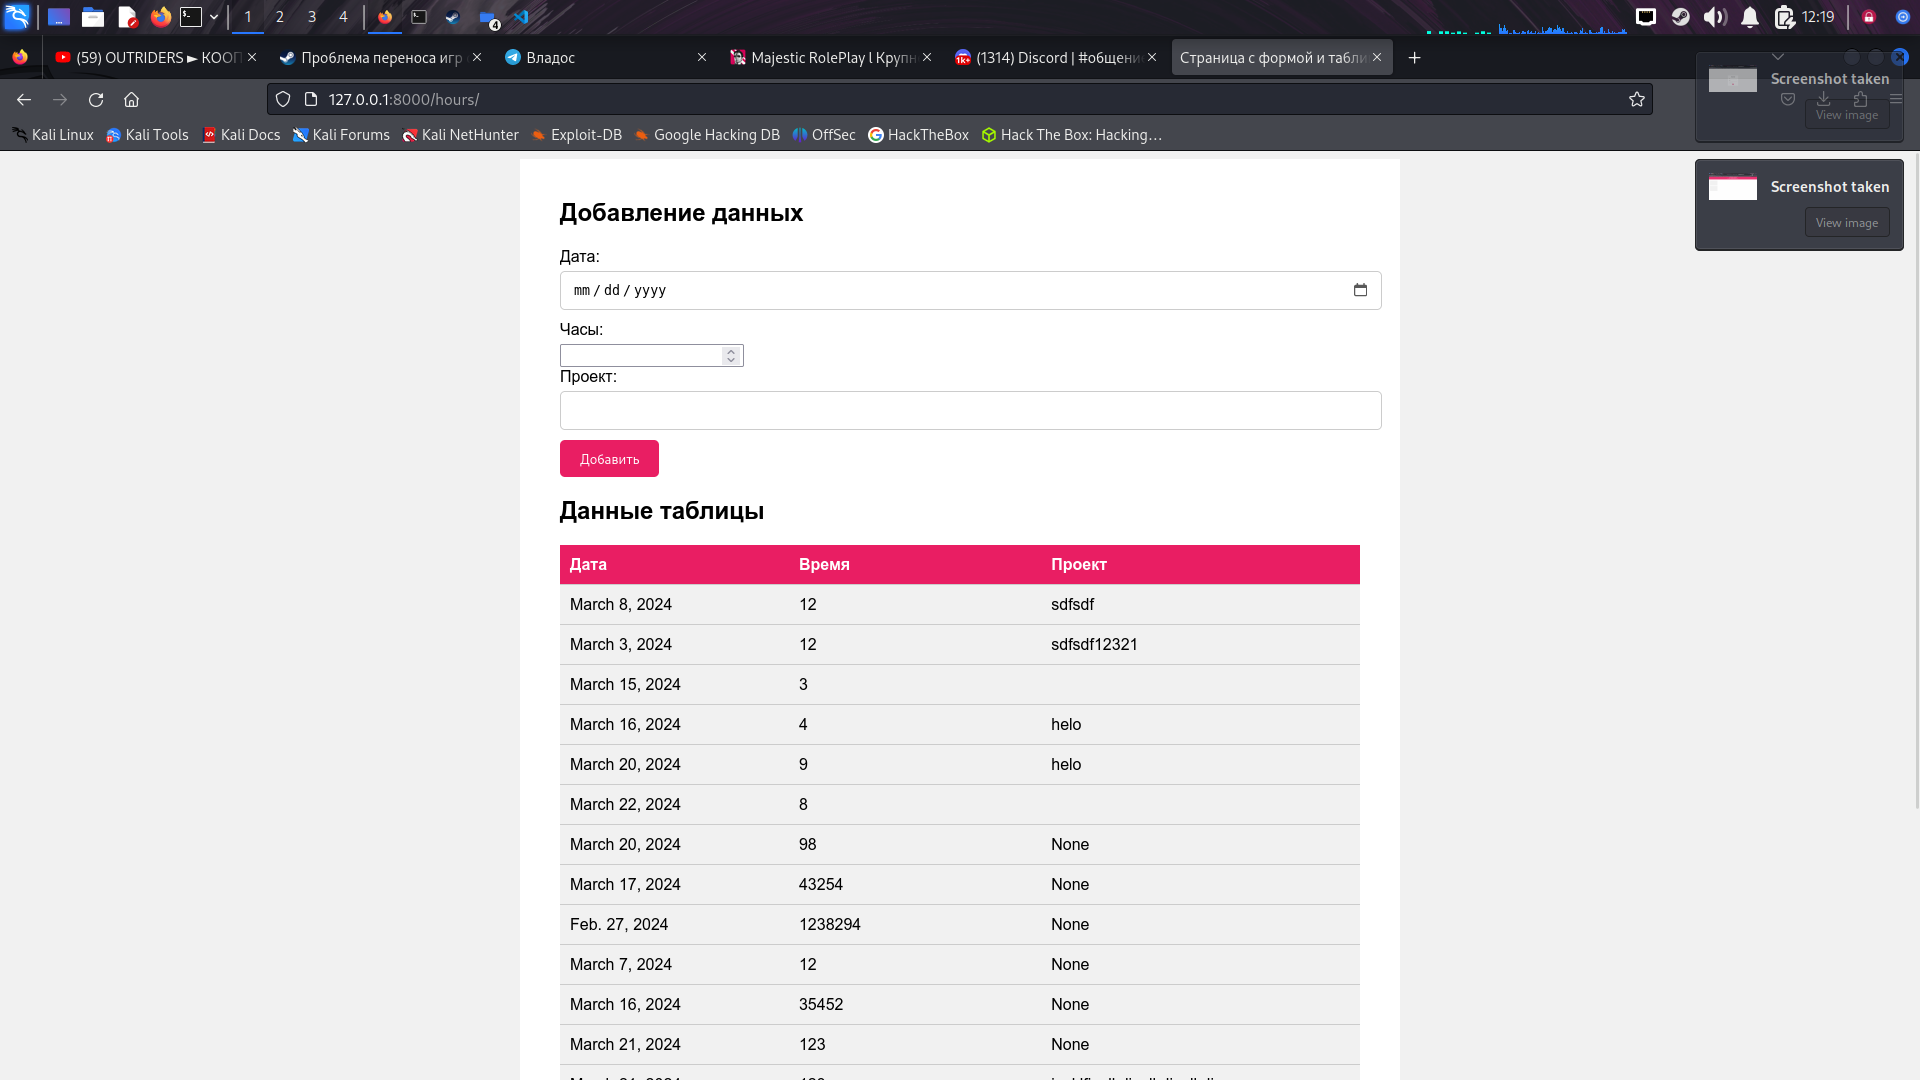 1 2 3 4 4 12:19
(59) OUTRIDERS ► КООП
Проблема переноса игр
Владос
Majestic RolePlay l Крупн
(1314) Discord | #общени
Страница с формой и табли
127.0.0.1:8000/hours/
Kali Linux Kali Tools Kali Docs Kali Forums Kali NetHunter Exploit-DB Google Hacking DB OffSec HackTheBox Hack The Box: Hacking…
Screenshot taken
View image
Screenshot taken
View image
Добавление данных
Дата:
mm / dd / yyyy
Часы:
Проект:
Добавить
Данные таблицы
Дата Время Проект
March 8, 2024 12 sdfsdf
March 3, 2024 12 sdfsdf12321
March 15, 2024 3
March 16, 2024 4 helo
March 20, 2024 9 helo
March 22, 2024 8
March 20, 2024 98 None
March 17, 2024 43254 None
Feb. 27, 2024 1238294 None
March 7, 2024 12 None
March 16, 2024 35452 None
March 21, 2024 123 None